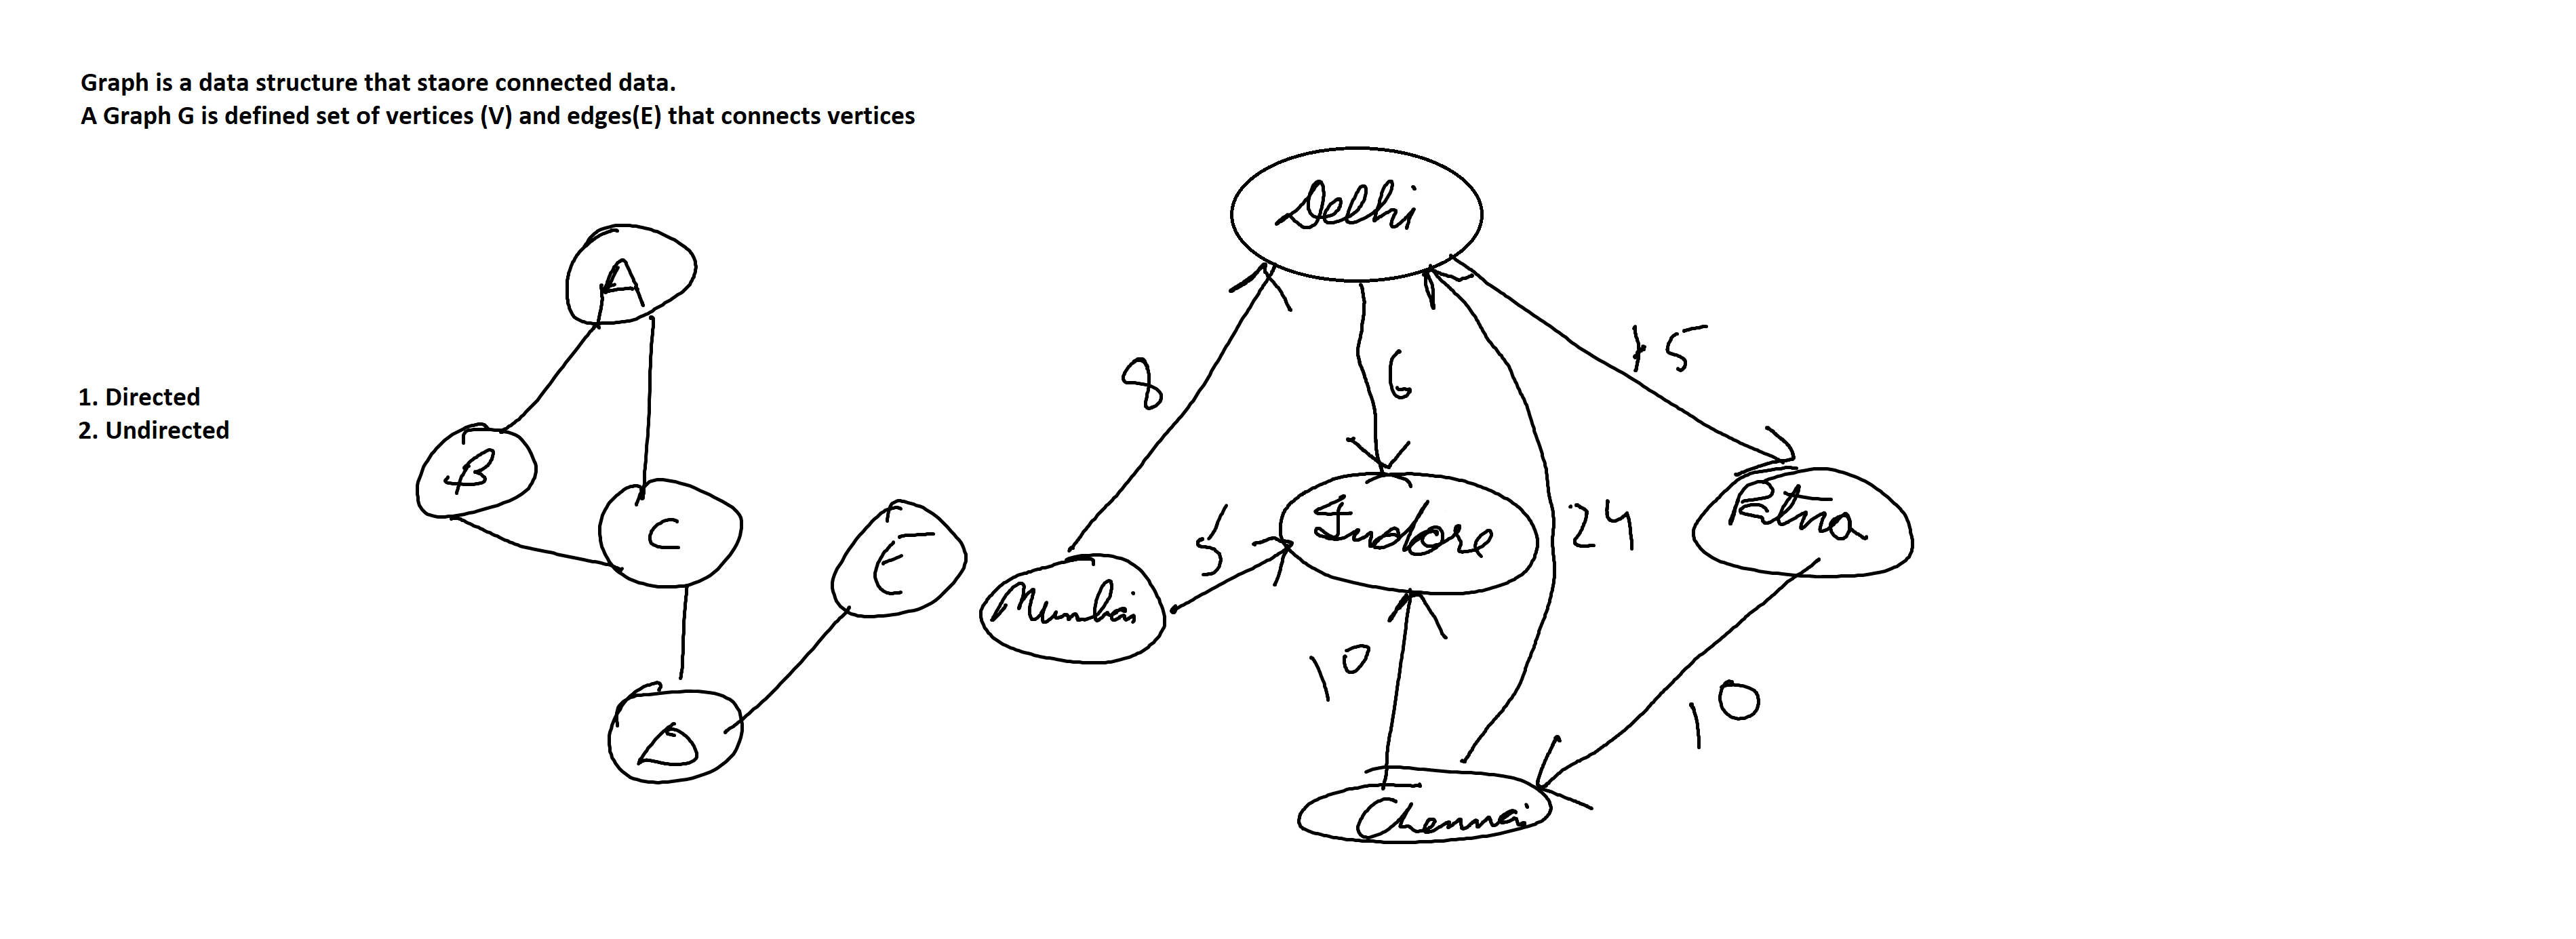 Graph is a data structure that staore connected data.
A Graph G is defined set of vertices (V) and edges(E) that connects vertices
Delhi
A
15
8
6
1. Directed
2. Undirected
B
C
E
5
Indore
24
Patna
Mumbai
10
10
D
Chennai